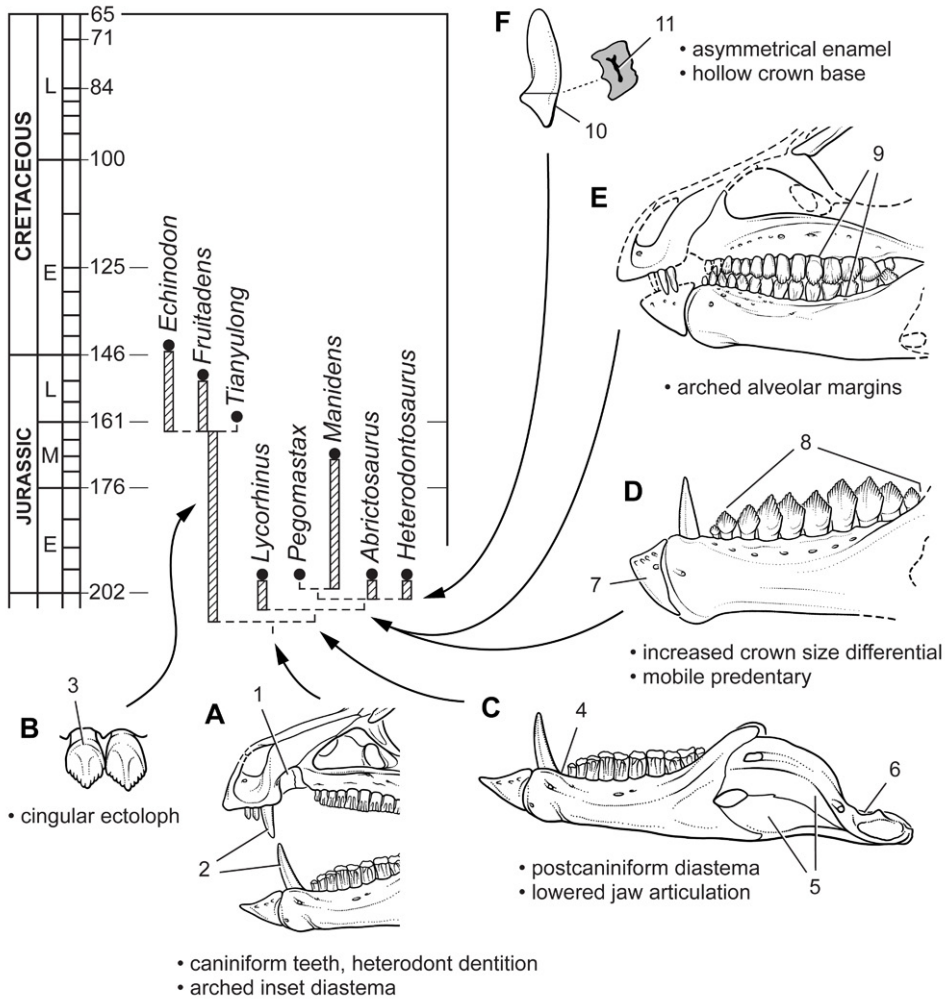 CRETACEOUS
JURASSIC
L
E
L
M
E
65
71
84
100
125
146
161
176
202
Echinodon
Fruitadens
Tianyulong
Lycorhinus
Pegomastax
Manidens
Abrictosaurus
Heterodontosaurus
F
11
10
• asymmetrical enamel
• hollow crown base
E
9
• arched alveolar margins
D
8
7
• increased crown size differential
• mobile predentary
B
3
• cingular ectoloph
A
1
2
• caniniform teeth, heterodont dentition
• arched inset diastema
C
4
6
5
• postcaniniform diastema
• lowered jaw articulation